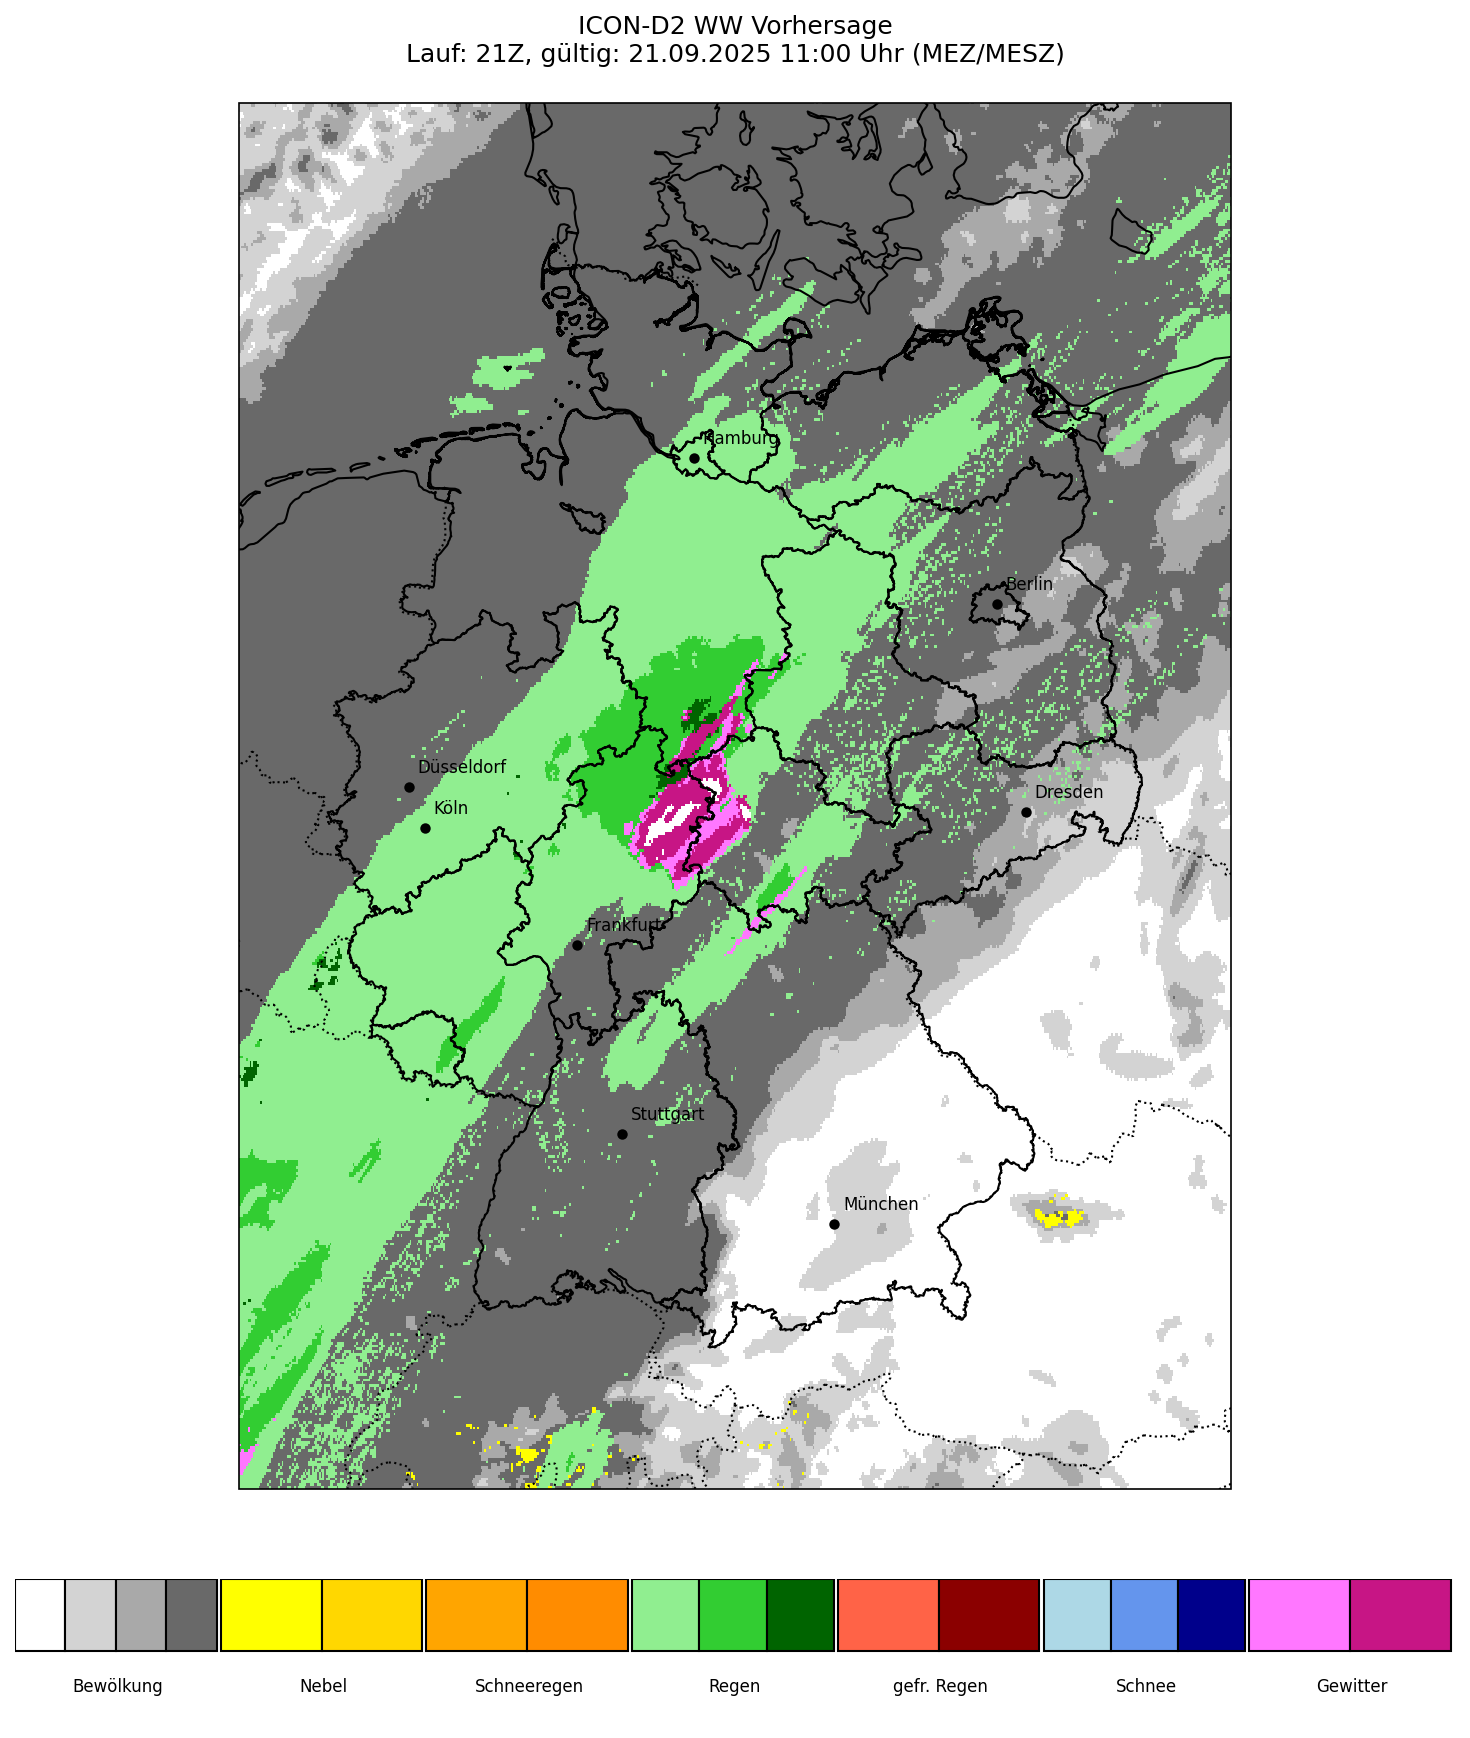 ICON-D2 WW Vorhersage
Lauf: 21Z, gültig: 21.09.2025 11:00 Uhr (MEZ/MESZ)
Hamburg
Berlin
Düsseldorf
Köln
Dresden
Frankfurt
Stuttgart
München
Bewölkung
Nebel
Schneeregen
Regen
gefr. Regen
Schnee
Gewitter